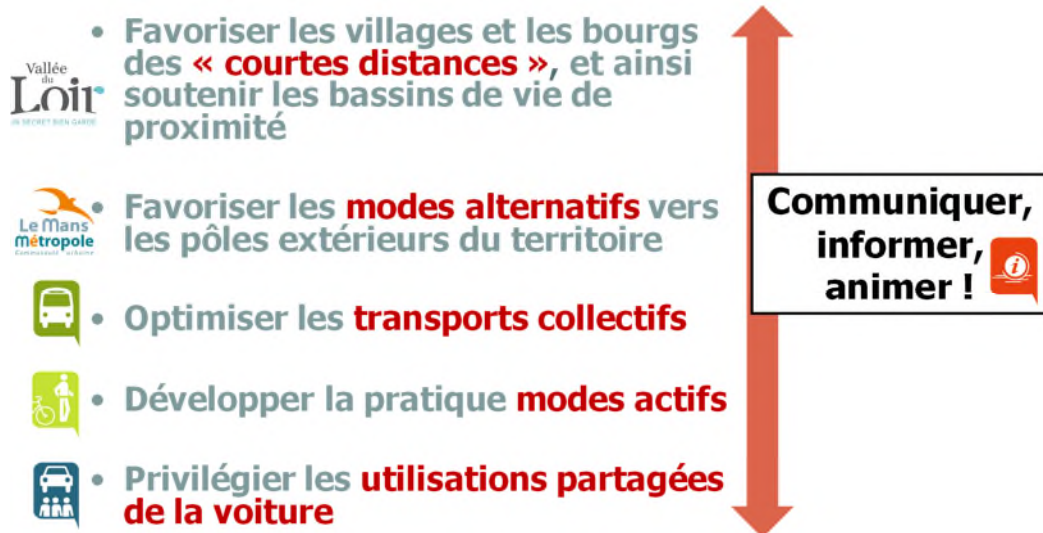 • Favoriser les villages et les bourgs
des « courtes distances », et ainsi
soutenir les bassins de vie de
proximité
Vallée
du
Loir
UN SECRET BIEN GARDÉ
• Favoriser les modes alternatifs vers
les pôles extérieurs du territoire
Le Mans
Métropole
Communauté urbaine
Communiquer,
informer,
animer !
i
• Optimiser les transports collectifs
• Développer la pratique modes actifs
• Privilégier les utilisations partagées
de la voiture